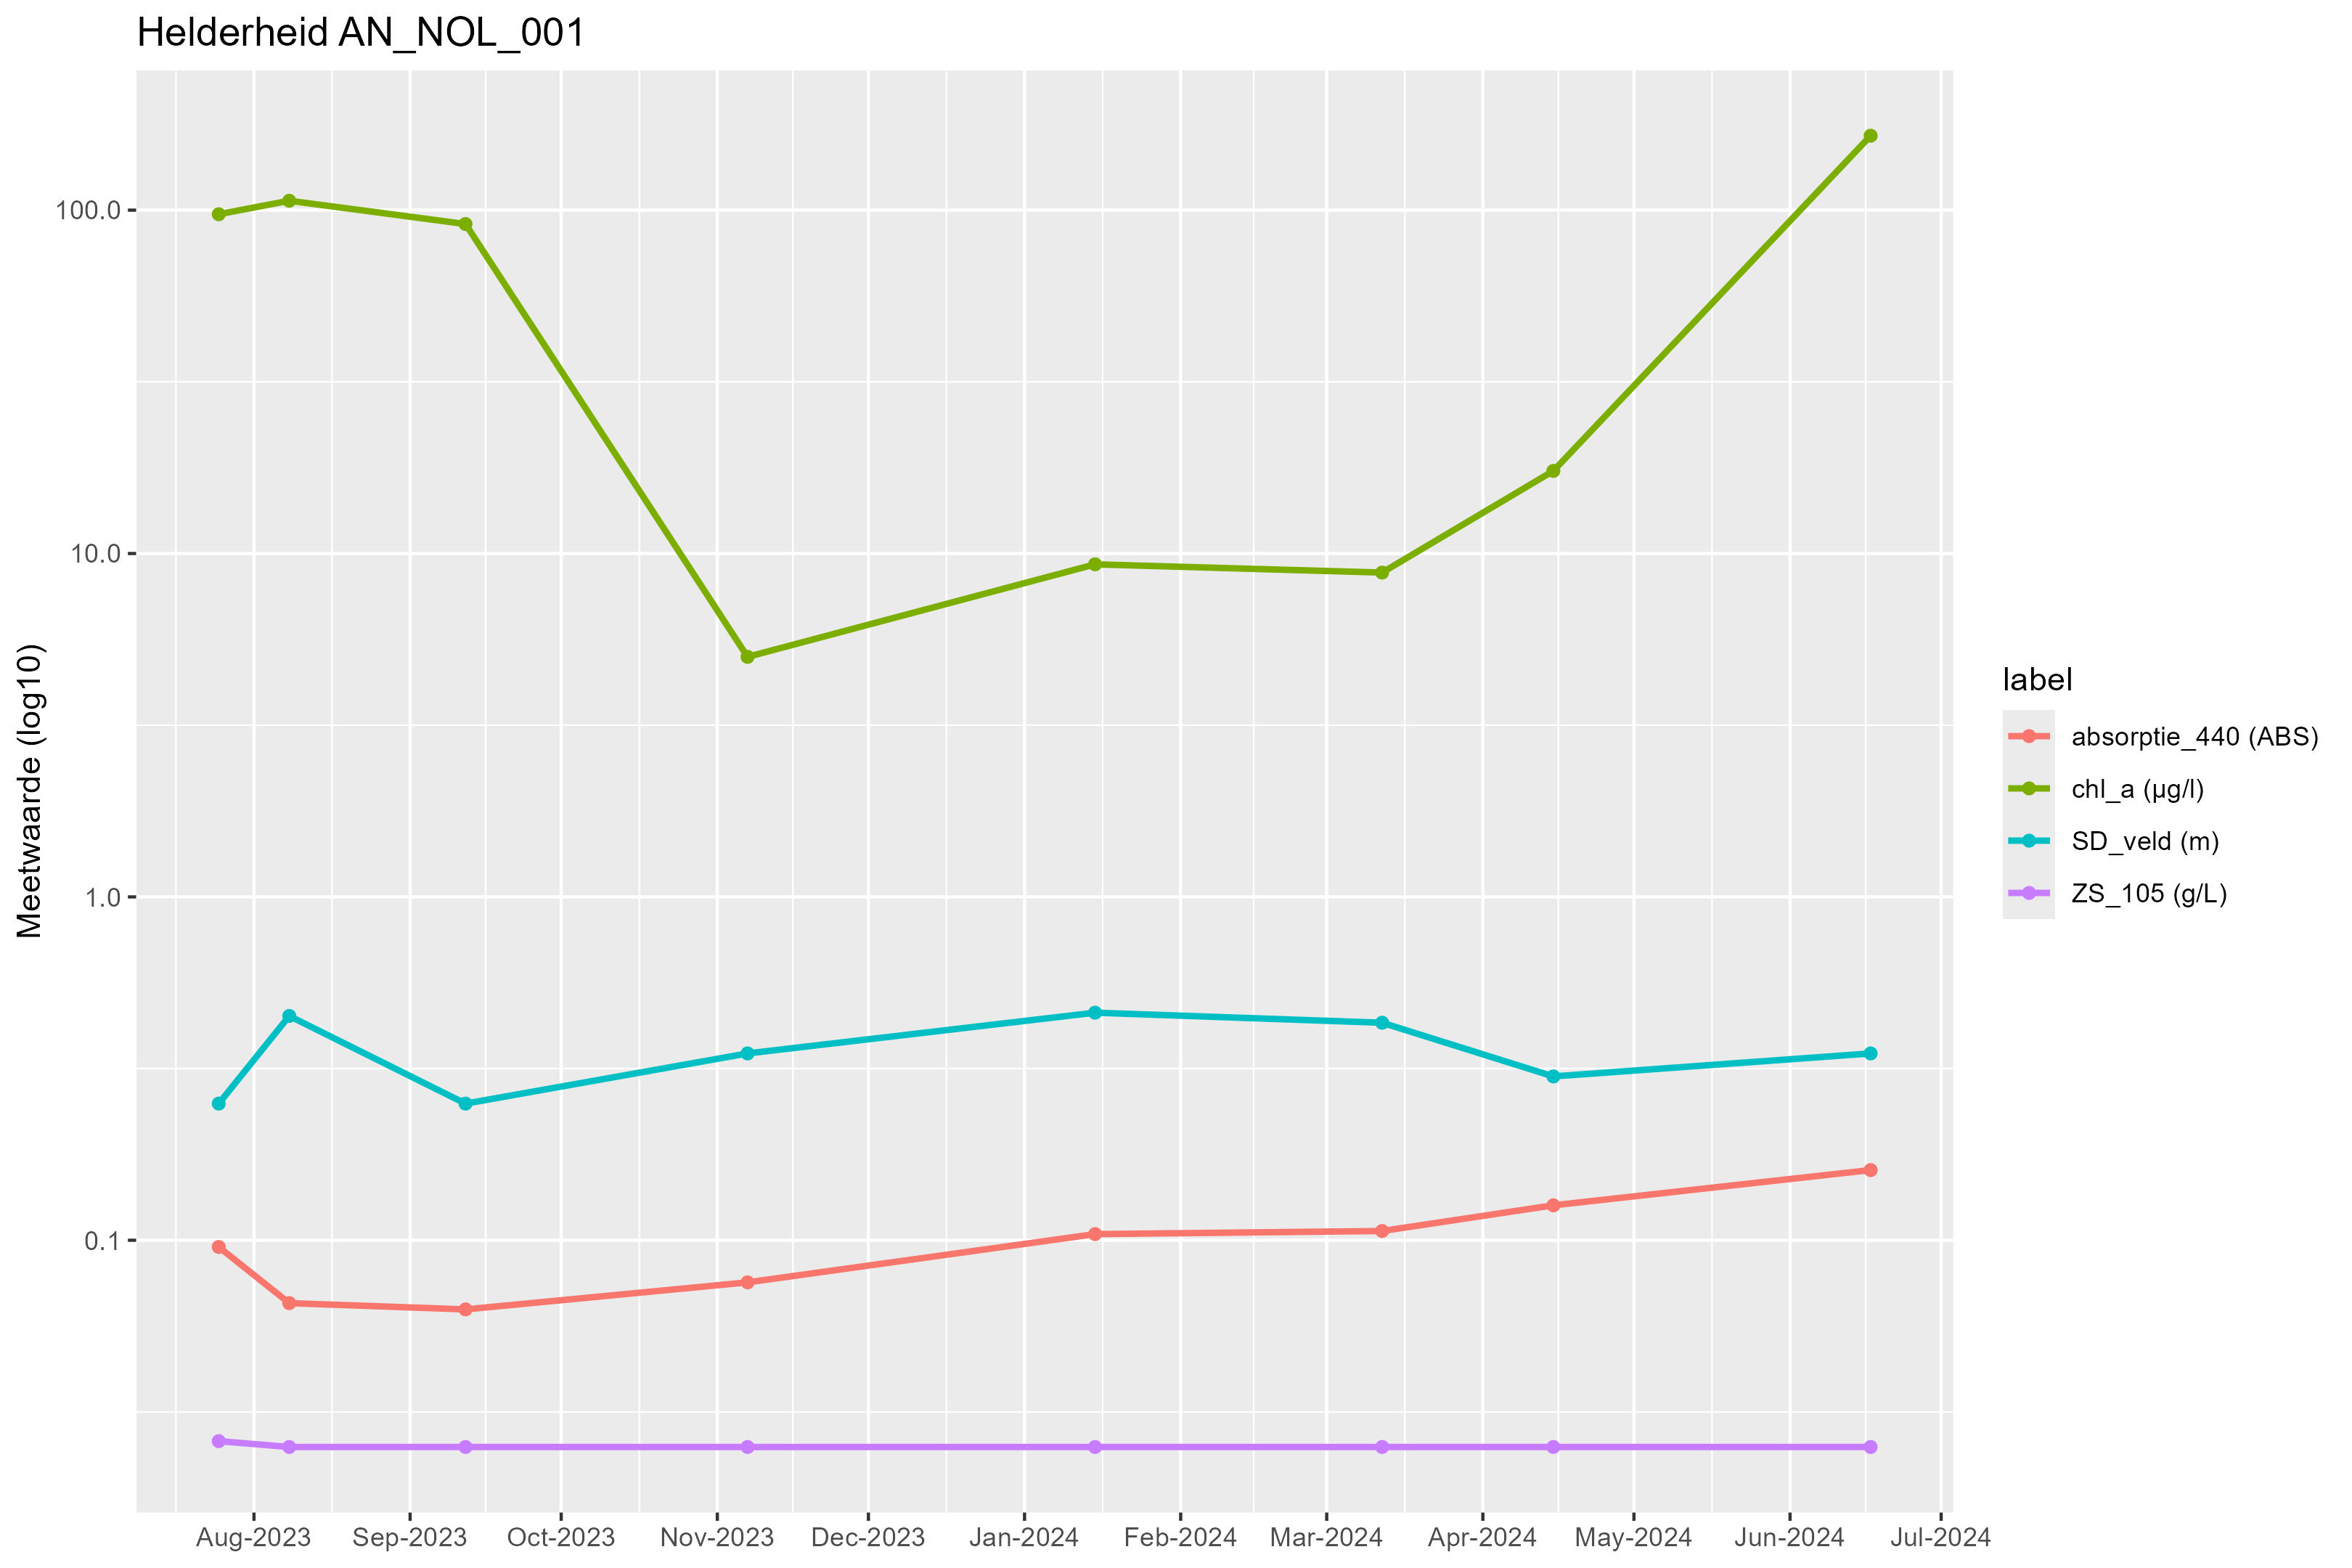 Helderheid AN_NOL_001
Meetwaarde (log10)
100.0
10.0
1.0
0.1
Aug-2023
Sep-2023
Oct-2023
Nov-2023
Dec-2023
Jan-2024
Feb-2024
Mar-2024
Apr-2024
May-2024
Jun-2024
Jul-2024
label
absorptie_440 (ABS)
chl_a (µg/l)
SD_veld (m)
ZS_105 (g/L)